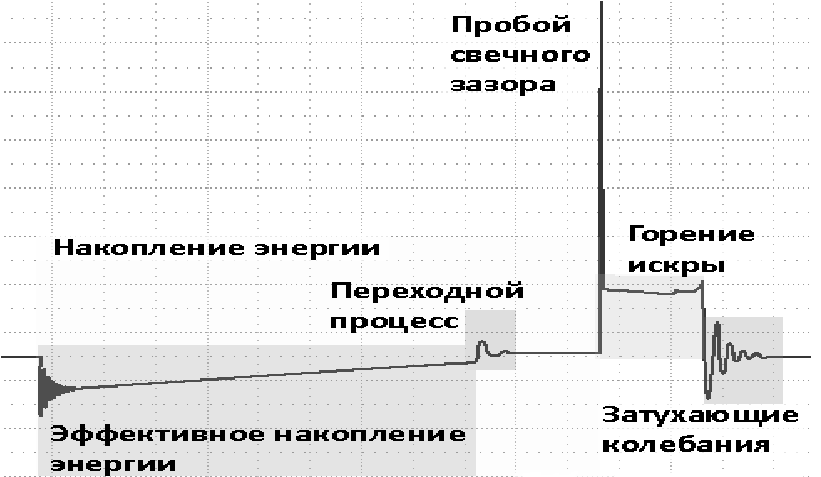 Пробой
свечного
зазора
Накопление энергии
Горение
искры
Переходной
процесс
Эффективное накопление
энергии
Затухающие
колебания